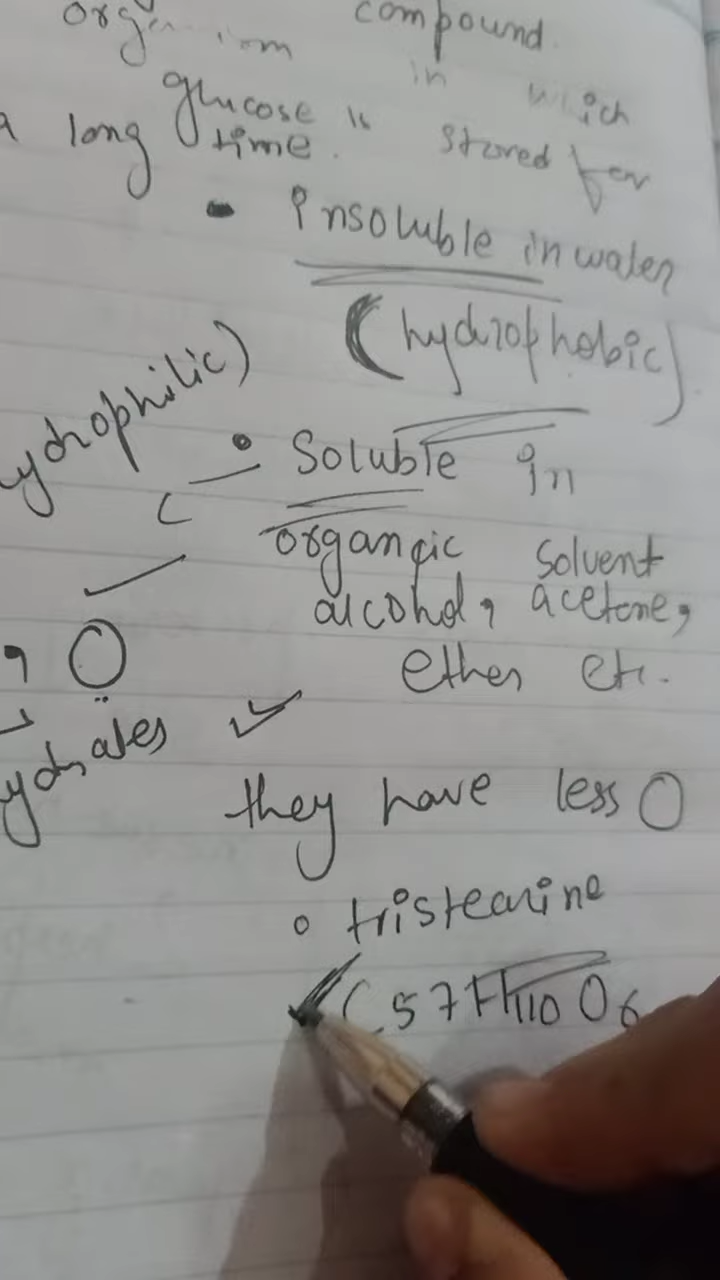 compound.
in which
glucose is stored for
a long time.
- insoluble in water
(hydrophobic)
ydrophilic)
• Soluble in
organic solvent
alcohol, acetone,
ether etc.
, O
ydrates
they have less O
o tristearine
C57H110O6